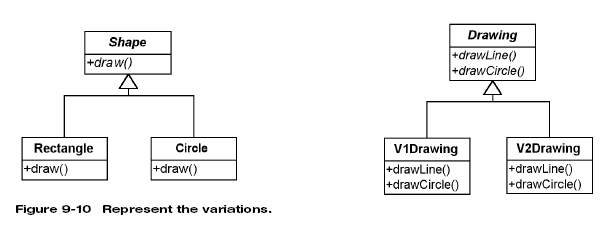 Shape
+draw()
Rectangle
+draw()
Circle
+draw()
Drawing
+drawLine()
+drawCircle()
V1Drawing
+drawLine()
+drawCircle()
V2Drawing
+drawLine()
+drawCircle()
Figure 9-10 Represent the variations.